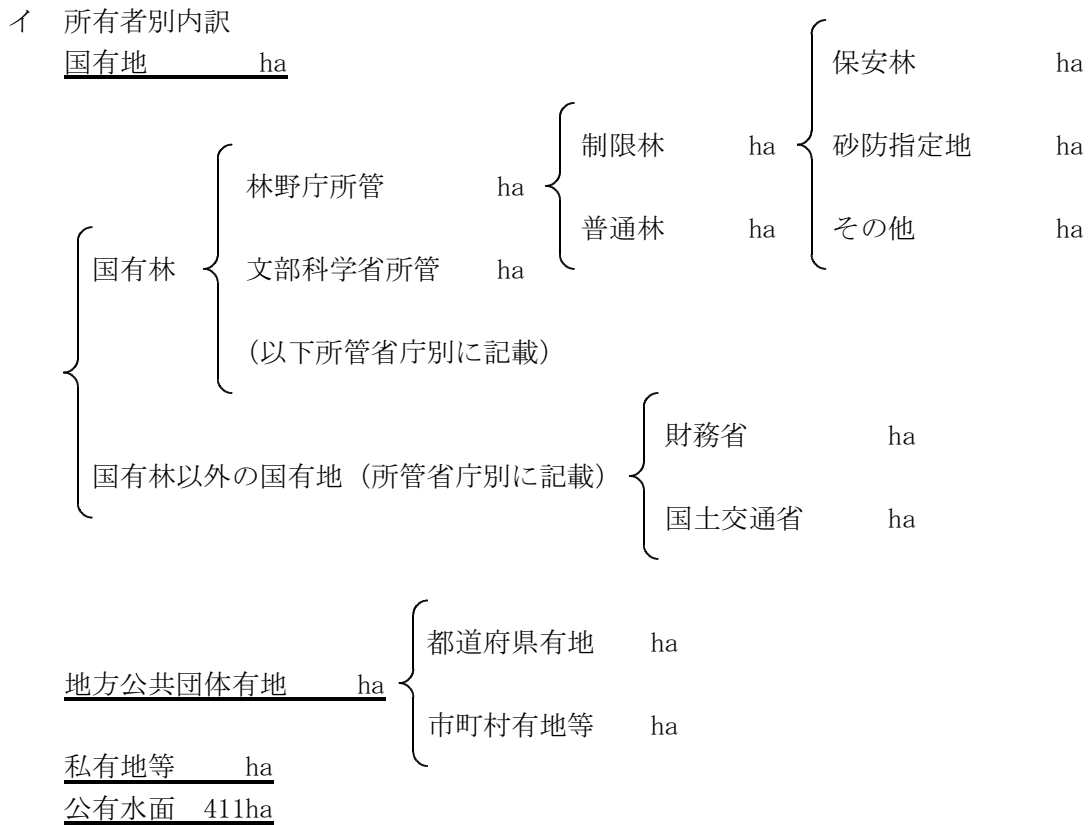 イ 所有者別内訳
国有地 ha
保安林 ha
制限林 ha
砂防指定地 ha
林野庁所管 ha
普通林 ha
その他 ha
国有林
文部科学省所管 ha
(以下所管省庁別に記載)
財務省 ha
国有林以外の国有地(所管省庁別に記載)
国土交通省 ha
都道府県有地 ha
地方公共団体有地 ha
市町村有地等 ha
私有地等 ha
公有水面 411ha